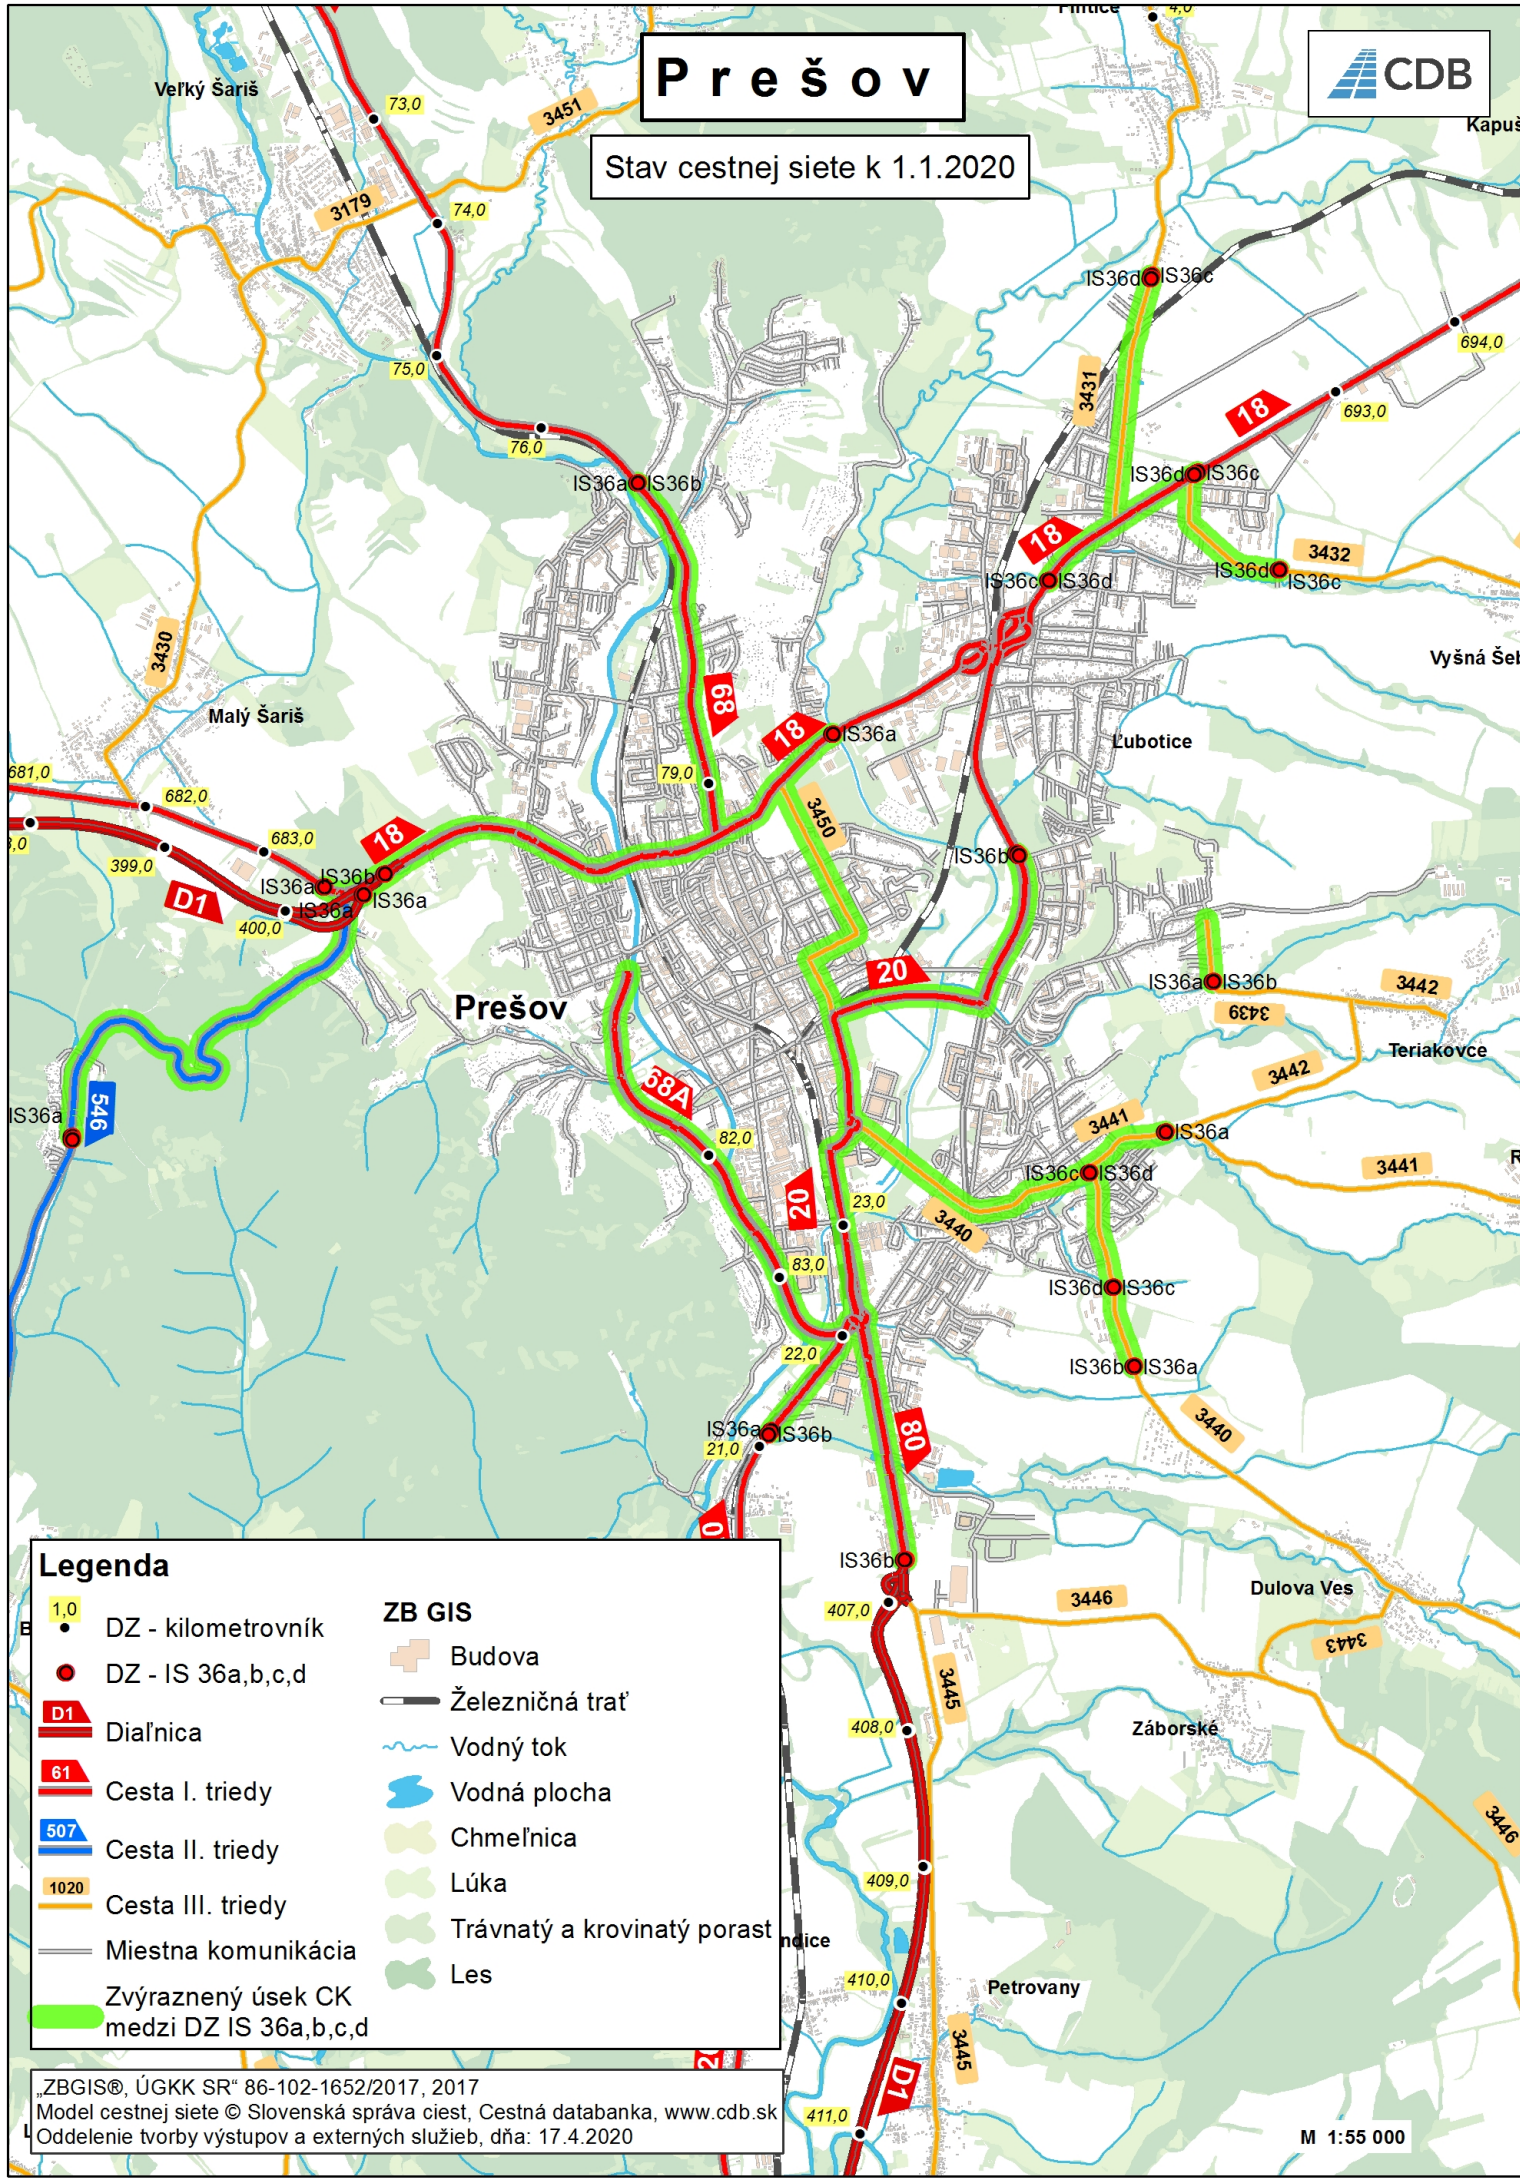 Fintice
4,0
Prešov
CDB
Stav cestnej siete k 1.1.2020
Veľký Šariš
73,0
3451
Kapuš
3179
74,0
IS36d
IS36c
75,0
694,0
3431
18
693,0
76,0
IS36a
IS36b
IS36d
IS36c
18
3432
IS36c
IS36d
IS36d
IS36c
3430
Vyšná Šeb
68
Malý Šariš
18
IS36a
Ľubotice
681,0
79,0
682,0
3450
18
683,0
399,0
IS36b
IS36a
IS36b
IS36a
IS36a
D1
400,0
20
IS36a
IS36b
3442
3439
Prešov
Teriakovce
3442
68A
546
IS36a
3441
IS36a
82,0
3441
IS36c
IS36d
20
23,0
3440
83,0
IS36d
IS36c
22,0
IS36b
IS36a
3440
IS36a
IS36b
21,0
80
IS36b
Dulova Ves
3446
407,0
3443
3445
408,0
Záborské
3446
409,0
ndice
410,0
Petrovany
3445
20
D1
411,0
Legenda
1,0
DZ - kilometrovník
DZ - IS 36a,b,c,d
D1
Diaľnica
61
Cesta I. triedy
507
Cesta II. triedy
1020
Cesta III. triedy
Miestna komunikácia
Zvýraznený úsek CK
medzi DZ IS 36a,b,c,d
ZB GIS
Budova
Železničná trať
Vodný tok
Vodná plocha
Chmeľnica
Lúka
Trávnatý a krovinatý porast
Les
„ZBGIS®, ÚGKK SR“ 86-102-1652/2017, 2017
Model cestnej siete © Slovenská správa ciest, Cestná databanka, www.cdb.sk
Oddelenie tvorby výstupov a externých služieb, dňa: 17.4.2020
M 1:55 000